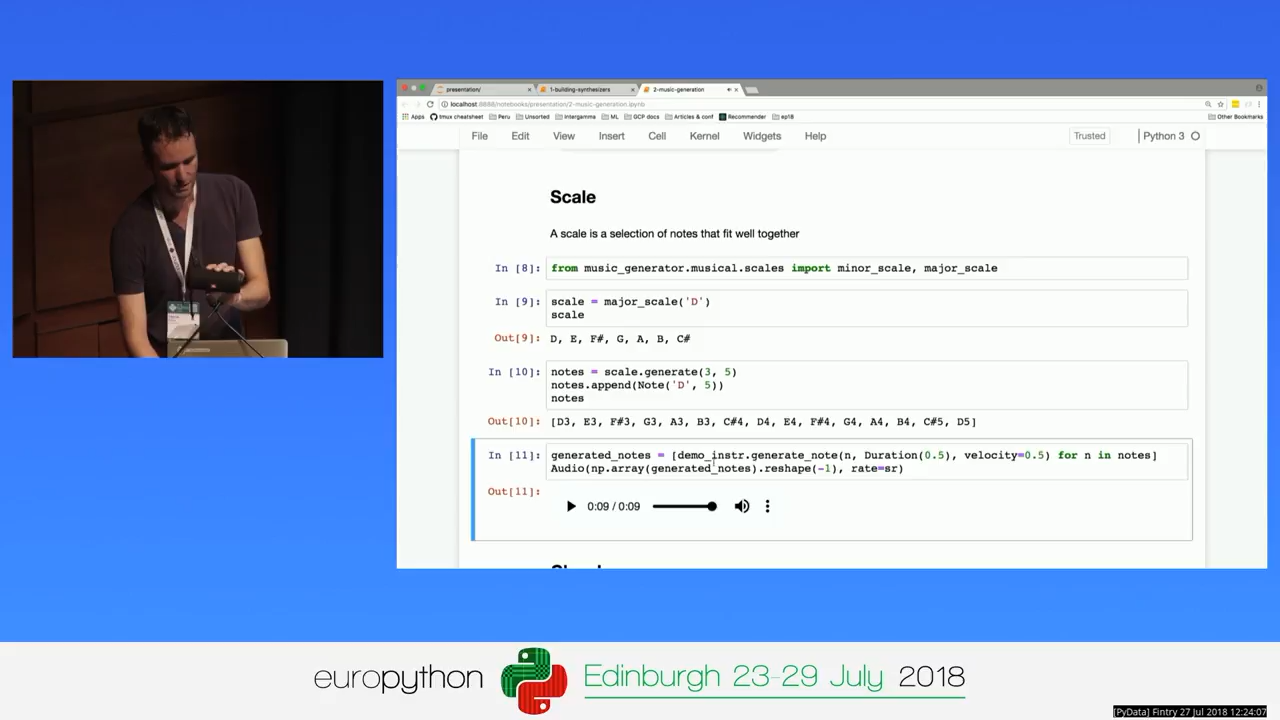 presentation/
1-building-synthesizers
2-music-generation
localhost:8888/notebooks/presentation/2-music-generation.ipynb
Apps
tmux cheatsheet
Peru
Unsorted
Intergamma
ML
GCP docs
Articles & conf
Recommender
ep18
Other Bookmarks
File Edit View Insert Cell Kernel Widgets Help
Trusted
Python 3
Scale
A scale is a selection of notes that fit well together
In [8]: from music_generator.musical.scales import minor_scale, major_scale
In [9]: scale = major_scale('D')
scale
Out[9]: D, E, F#, G, A, B, C#
In [10]: notes = scale.generate(3, 5)
notes.append(Note('D', 5))
notes
Out[10]: [D3, E3, F#3, G3, A3, B3, C#4, D4, E4, F#4, G4, A4, B4, C#5, D5]
In [11]: generated_notes = [demo_instr.generate_note(n, Duration(0.5), velocity=0.5) for n in notes]
Audio(np.array(generated_notes).reshape(-1), rate=sr)
Out[11]:
0:09 / 0:09
europython
Edinburgh 23-29 July 2018
[PyData] Fintry 27 Jul 2018 12:24:07